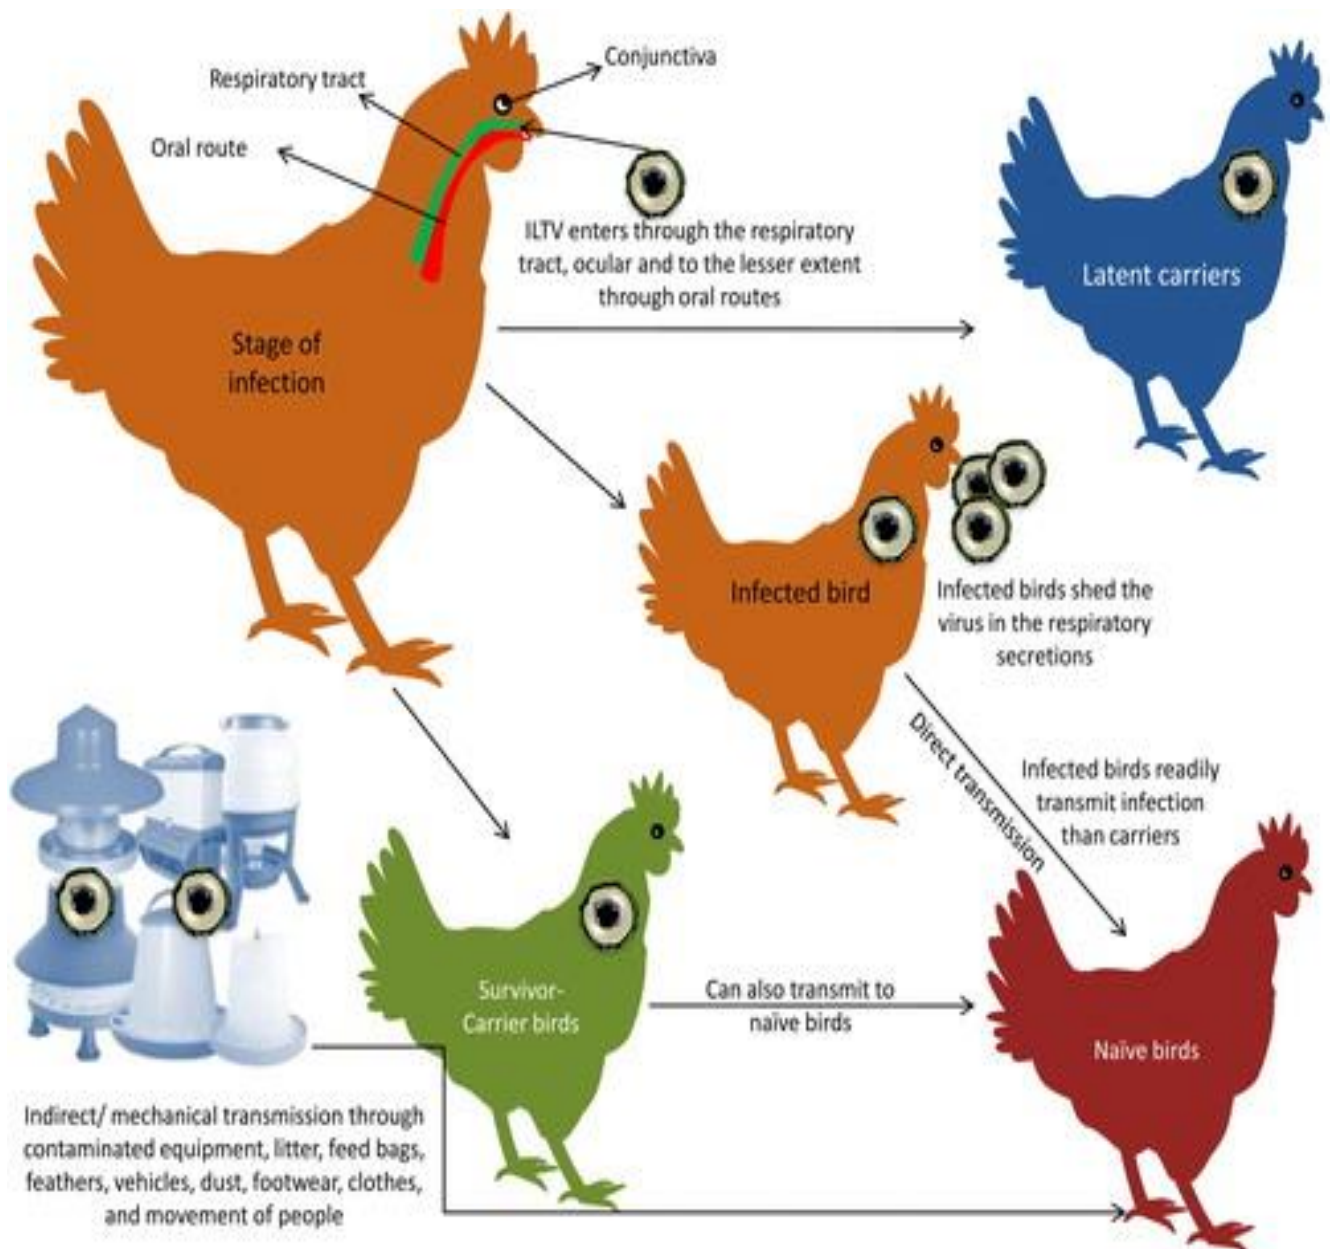 Conjunctiva
Respiratory tract
Oral route
ILTV enters through the respiratory
tract, ocular and to the lesser extent
through oral routes
Latent carriers
Stage of
infection
Infected bird
Infected birds shed the
virus in the respiratory
secretions
Direct transmission
Infected birds readily
transmit infection
than carriers
Survivor-
Carrier birds
Can also transmit to
naïve birds
Naïve birds
Indirect/ mechanical transmission through
contaminated equipment, litter, feed bags,
feathers, vehicles, dust, footwear, clothes,
and movement of people